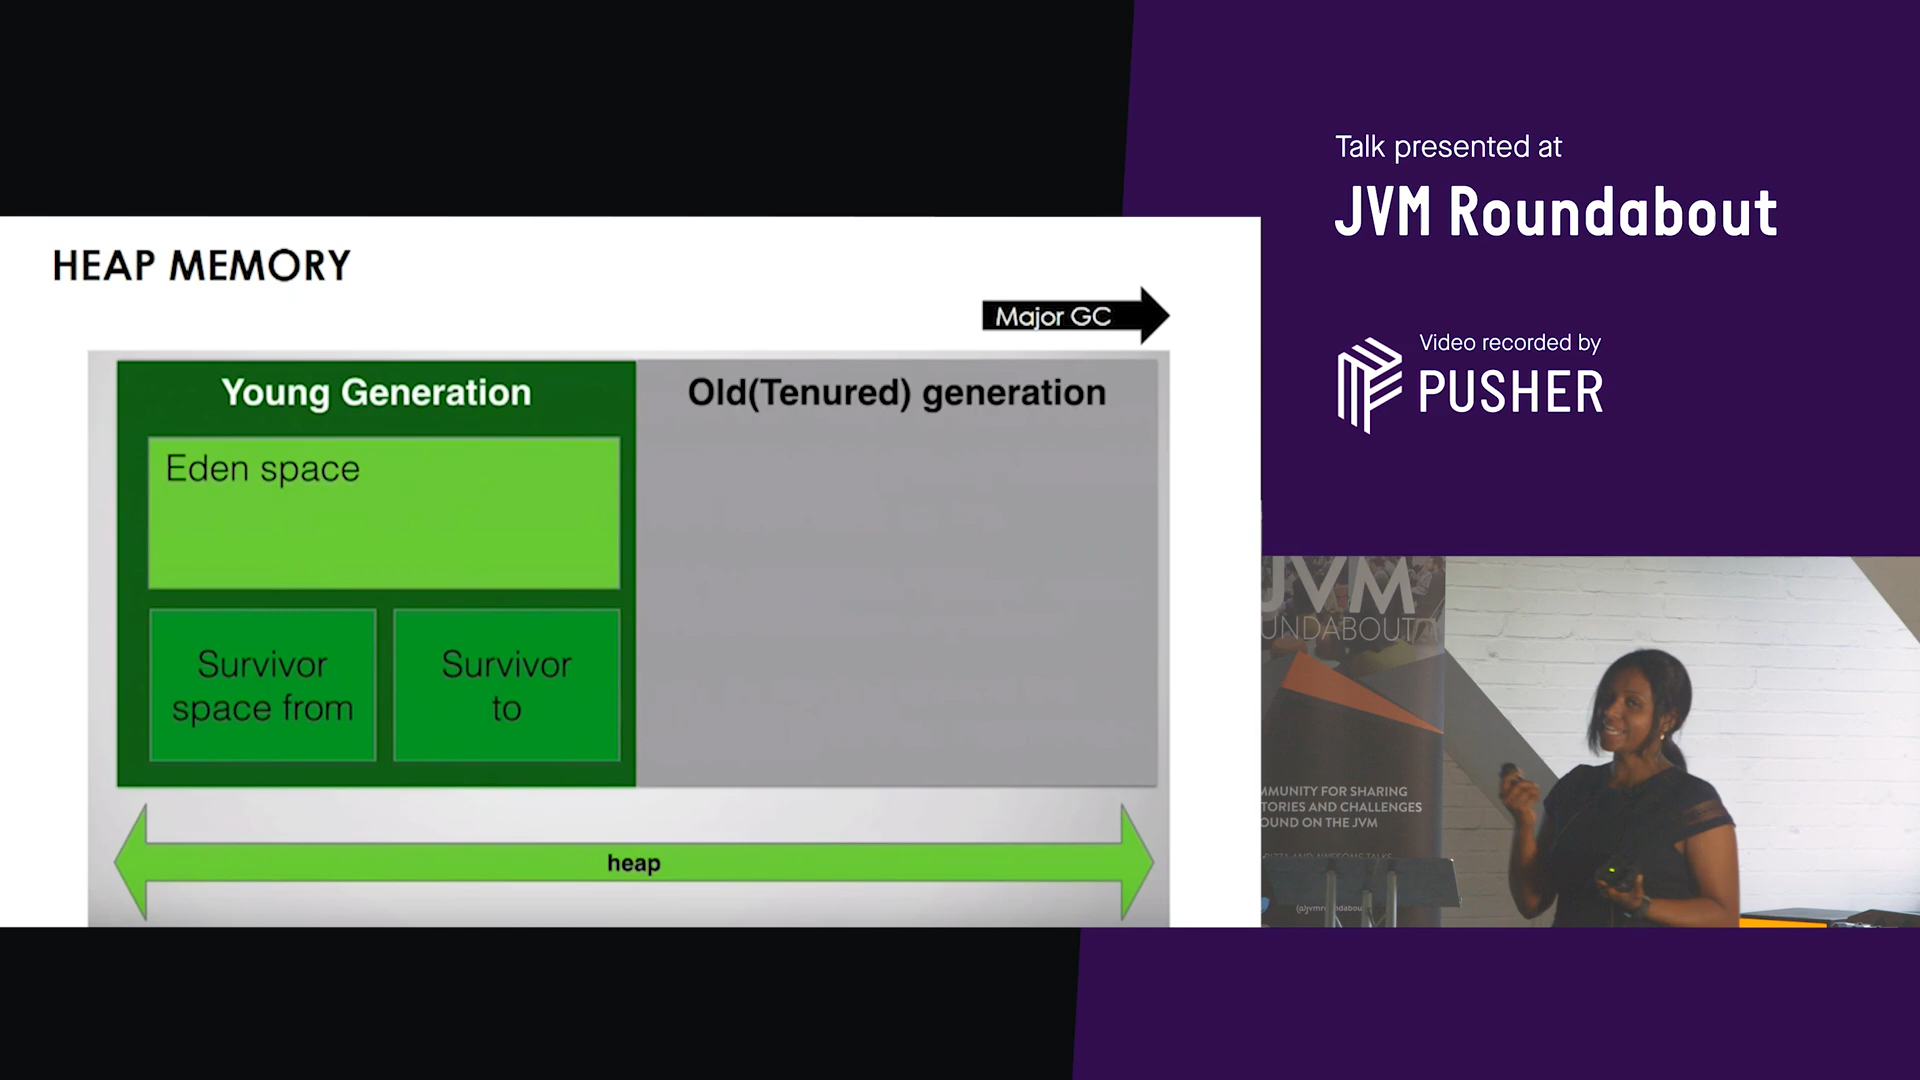 HEAP MEMORY
Major GC
Young Generation
Old(Tenured) generation
Eden space
Survivor
space from
Survivor
to
heap
Talk presented at
JVM Roundabout
Video recorded by
PUSHER
JVM
UNDABOUT
MMUNITY FOR SHARING
TORIES AND CHALLENGES
OUND ON THE JVM